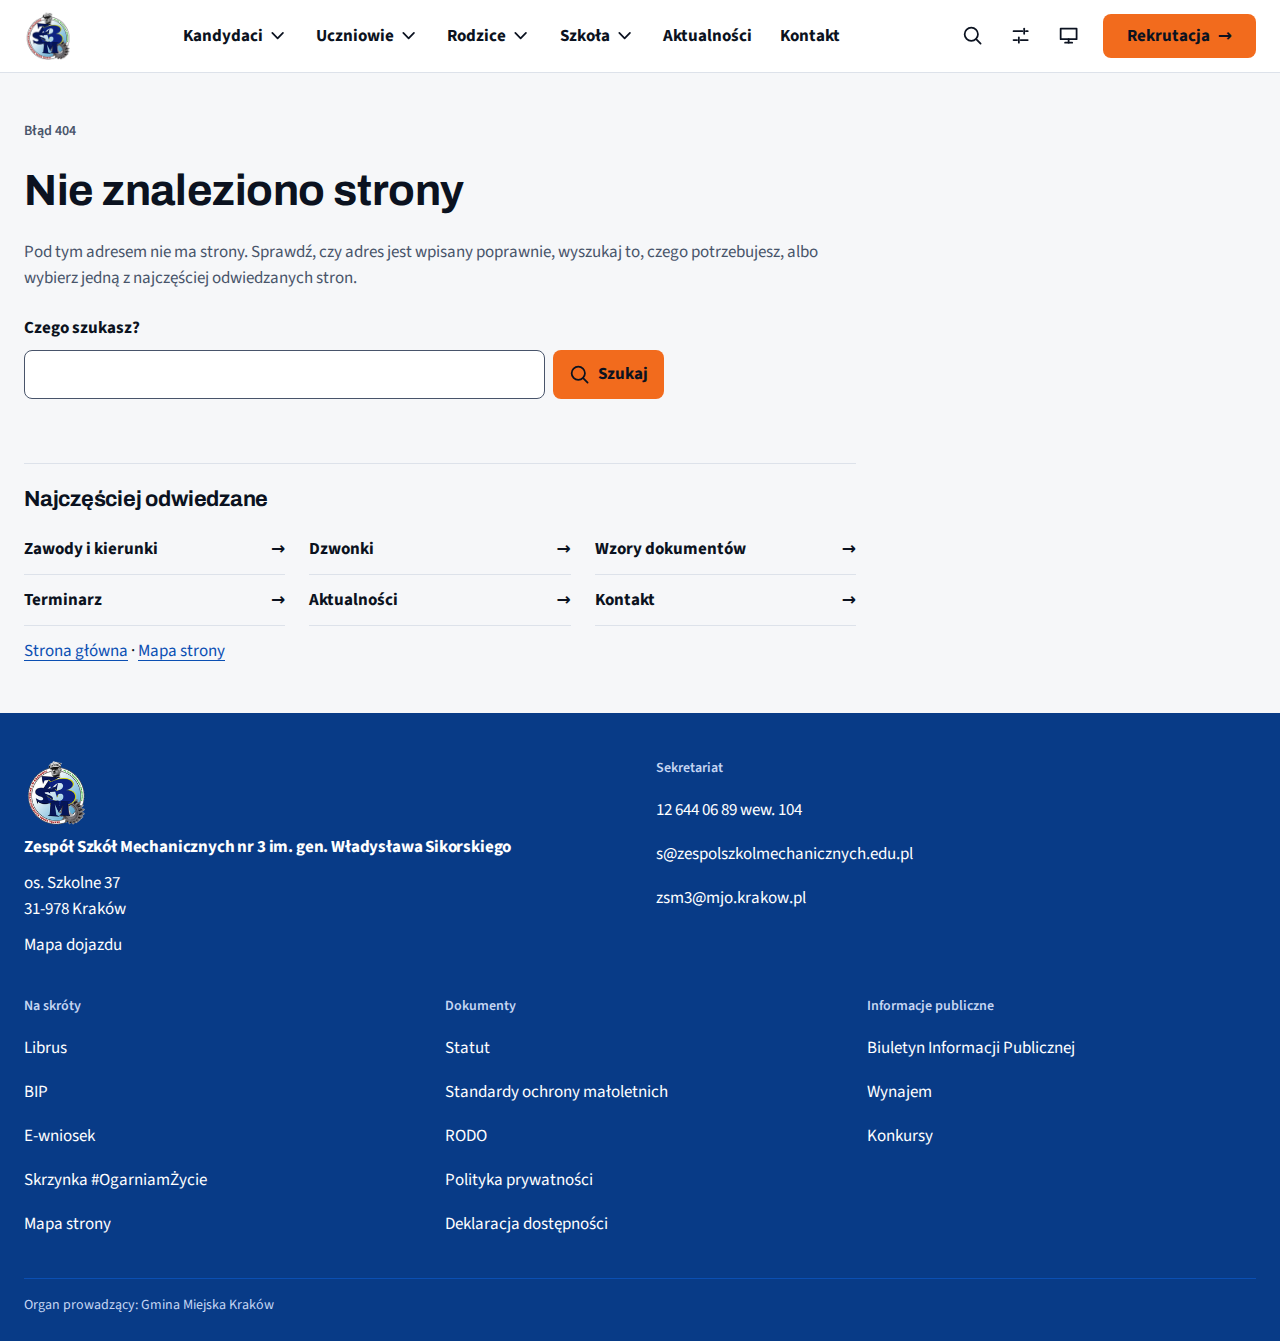 Kandydaci Uczniowie Rodzice Szkoła Aktualności Kontakt Rekrutacja →
Błąd 404
Nie znaleziono strony
Pod tym adresem nie ma strony. Sprawdź, czy adres jest wpisany poprawnie, wyszukaj to, czego potrzebujesz, albo
wybierz jedną z najczęściej odwiedzanych stron.
Czego szukasz?
Szukaj
Najczęściej odwiedzane
Zawody i kierunki → Dzwonki → Wzory dokumentów →
Terminarz → Aktualności → Kontakt →
Strona główna · Mapa strony
Sekretariat
12 644 06 89 wew. 104
s@zespolszkolmechanicznych.edu.pl
zsm3@mjo.krakow.pl
Zespół Szkół Mechanicznych nr 3 im. gen. Władysława Sikorskiego
os. Szkolne 37
31-978 Kraków
Mapa dojazdu
Na skróty
Librus
BIP
E-wniosek
Skrzynka #OgarniamŻycie
Mapa strony
Dokumenty
Statut
Standardy ochrony małoletnich
RODO
Polityka prywatności
Deklaracja dostępności
Informacje publiczne
Biuletyn Informacji Publicznej
Wynajem
Konkursy
Organ prowadzący: Gmina Miejska Kraków